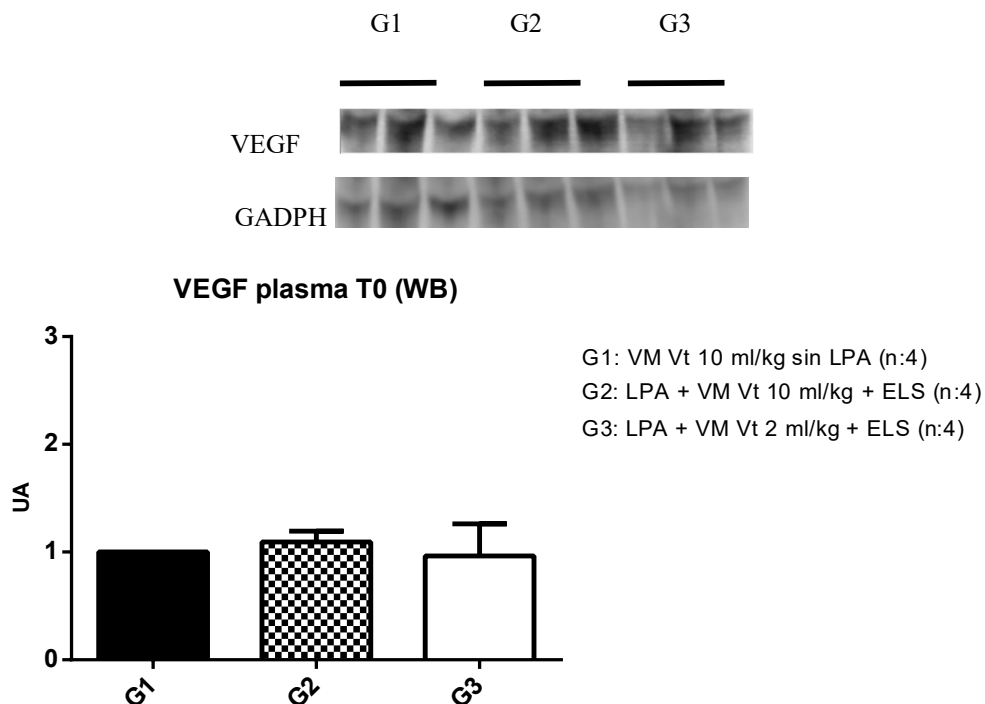 G1 G2 G3
VEGF
GADPH
VEGF plasma T0 (WB)
3
2
1
0
UA
G1 G2 G3
G1: VM Vt 10 ml/kg sin LPA (n:4)
G2: LPA + VM Vt 10 ml/kg + ELS (n:4)
G3: LPA + VM Vt 2 ml/kg + ELS (n:4)